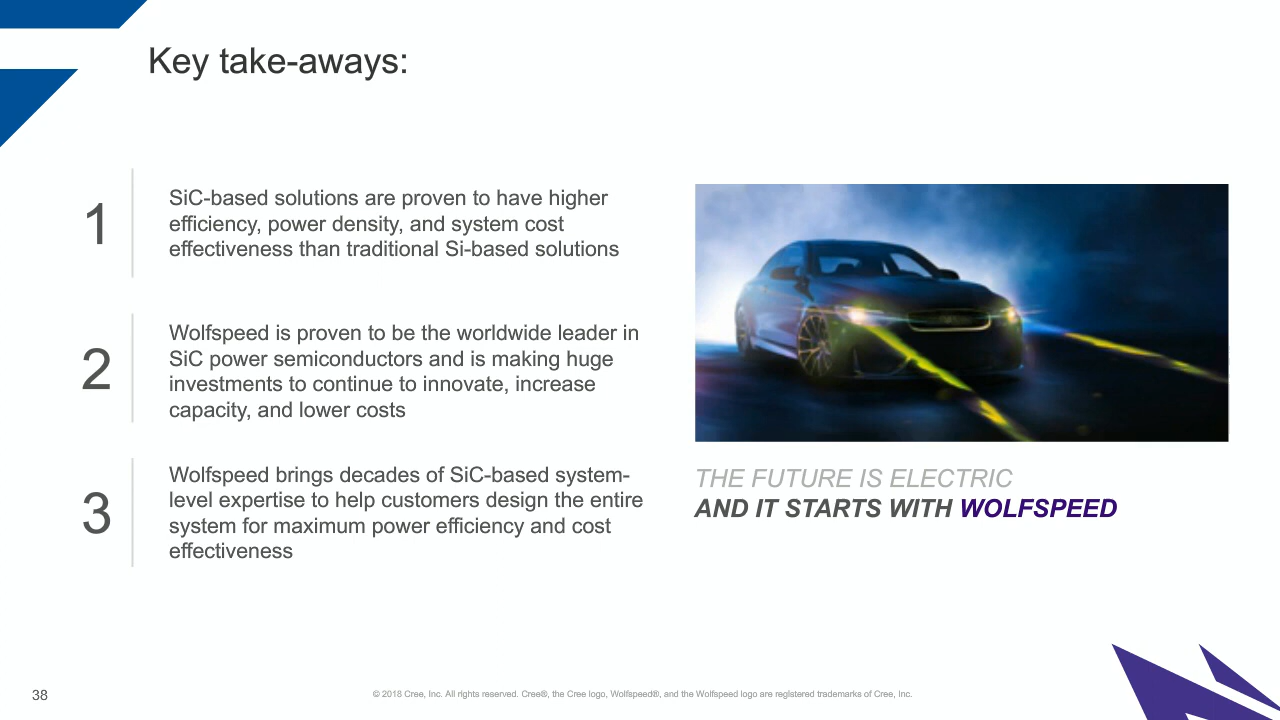 Key take-aways:
1
SiC-based solutions are proven to have higher
efficiency, power density, and system cost
effectiveness than traditional Si-based solutions
2
Wolfspeed is proven to be the worldwide leader in
SiC power semiconductors and is making huge
investments to continue to innovate, increase
capacity, and lower costs
3
Wolfspeed brings decades of SiC-based system-
level expertise to help customers design the entire
system for maximum power efficiency and cost
effectiveness
THE FUTURE IS ELECTRIC
AND IT STARTS WITH WOLFSPEED
38
© 2018 Cree, Inc. All rights reserved. Cree®, the Cree logo, Wolfspeed®, and the Wolfspeed logo are registered trademarks of Cree, Inc.